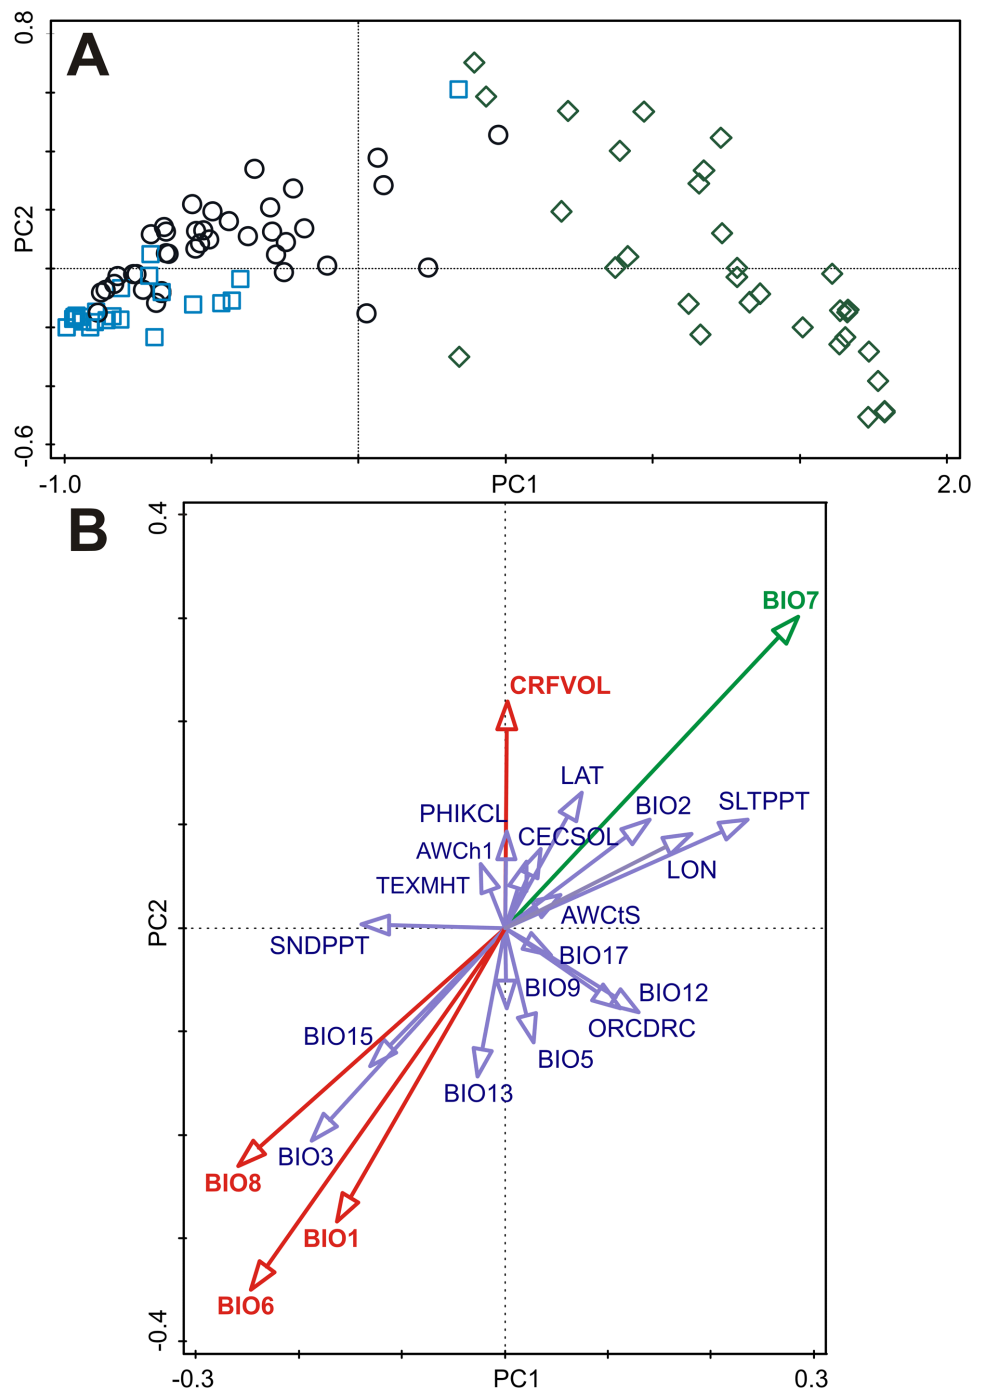 0.8
A
PC2
-0.6
-1.0
PC1
2.0
B
0.4
BIO7
CRFVOL
LAT
PHIKCL
BIO2
SLTPPT
CECSOL
AWCh1
LON
TEXMHT
AWCtS
PC2
SNDPPT
BIO17
BIO9
BIO12
ORCDRC
BIO15
BIO5
BIO13
BIO3
BIO8
BIO1
BIO6
-0.4
-0.3
PC1
0.3